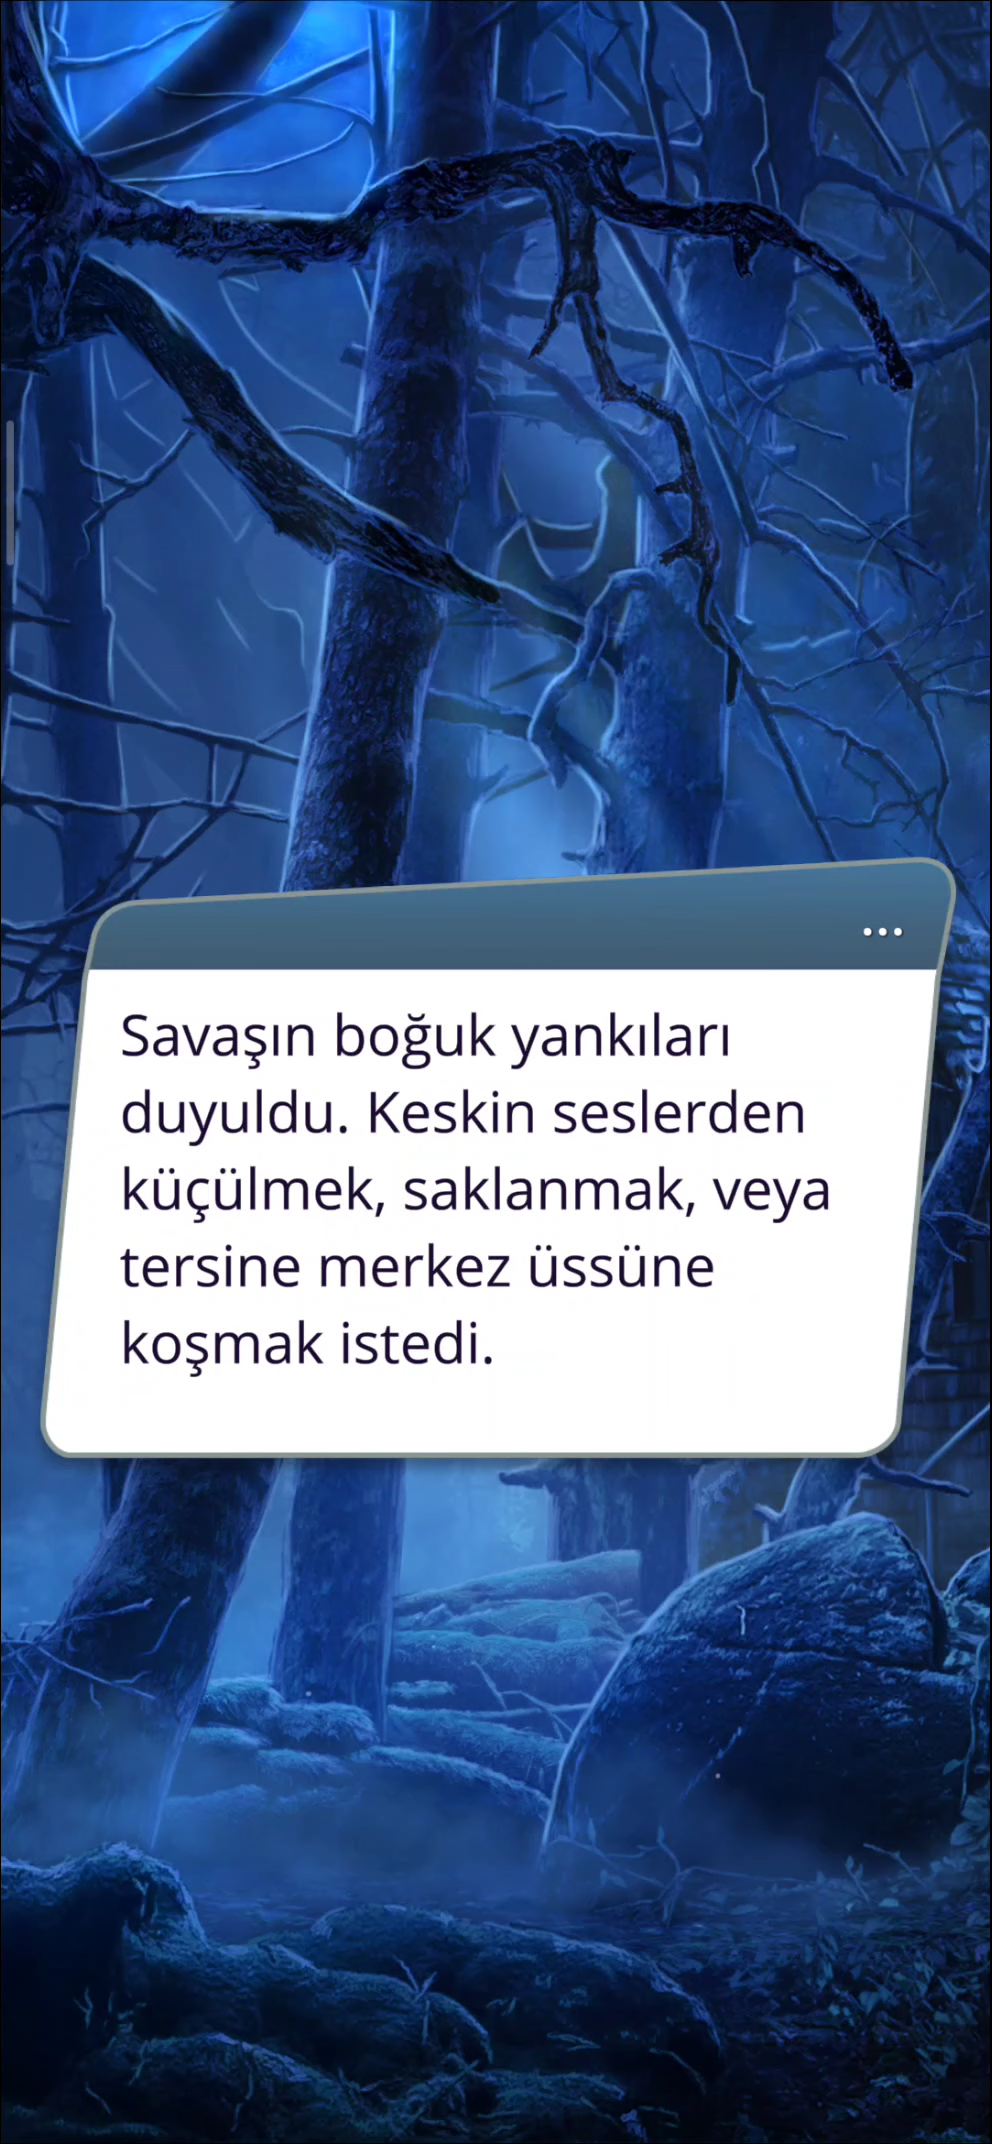 Savaşın boğuk yankıları
duyuldu. Keskin seslerden
küçülmek, saklanmak, veya
tersine merkez üssüne
koşmak istedi.